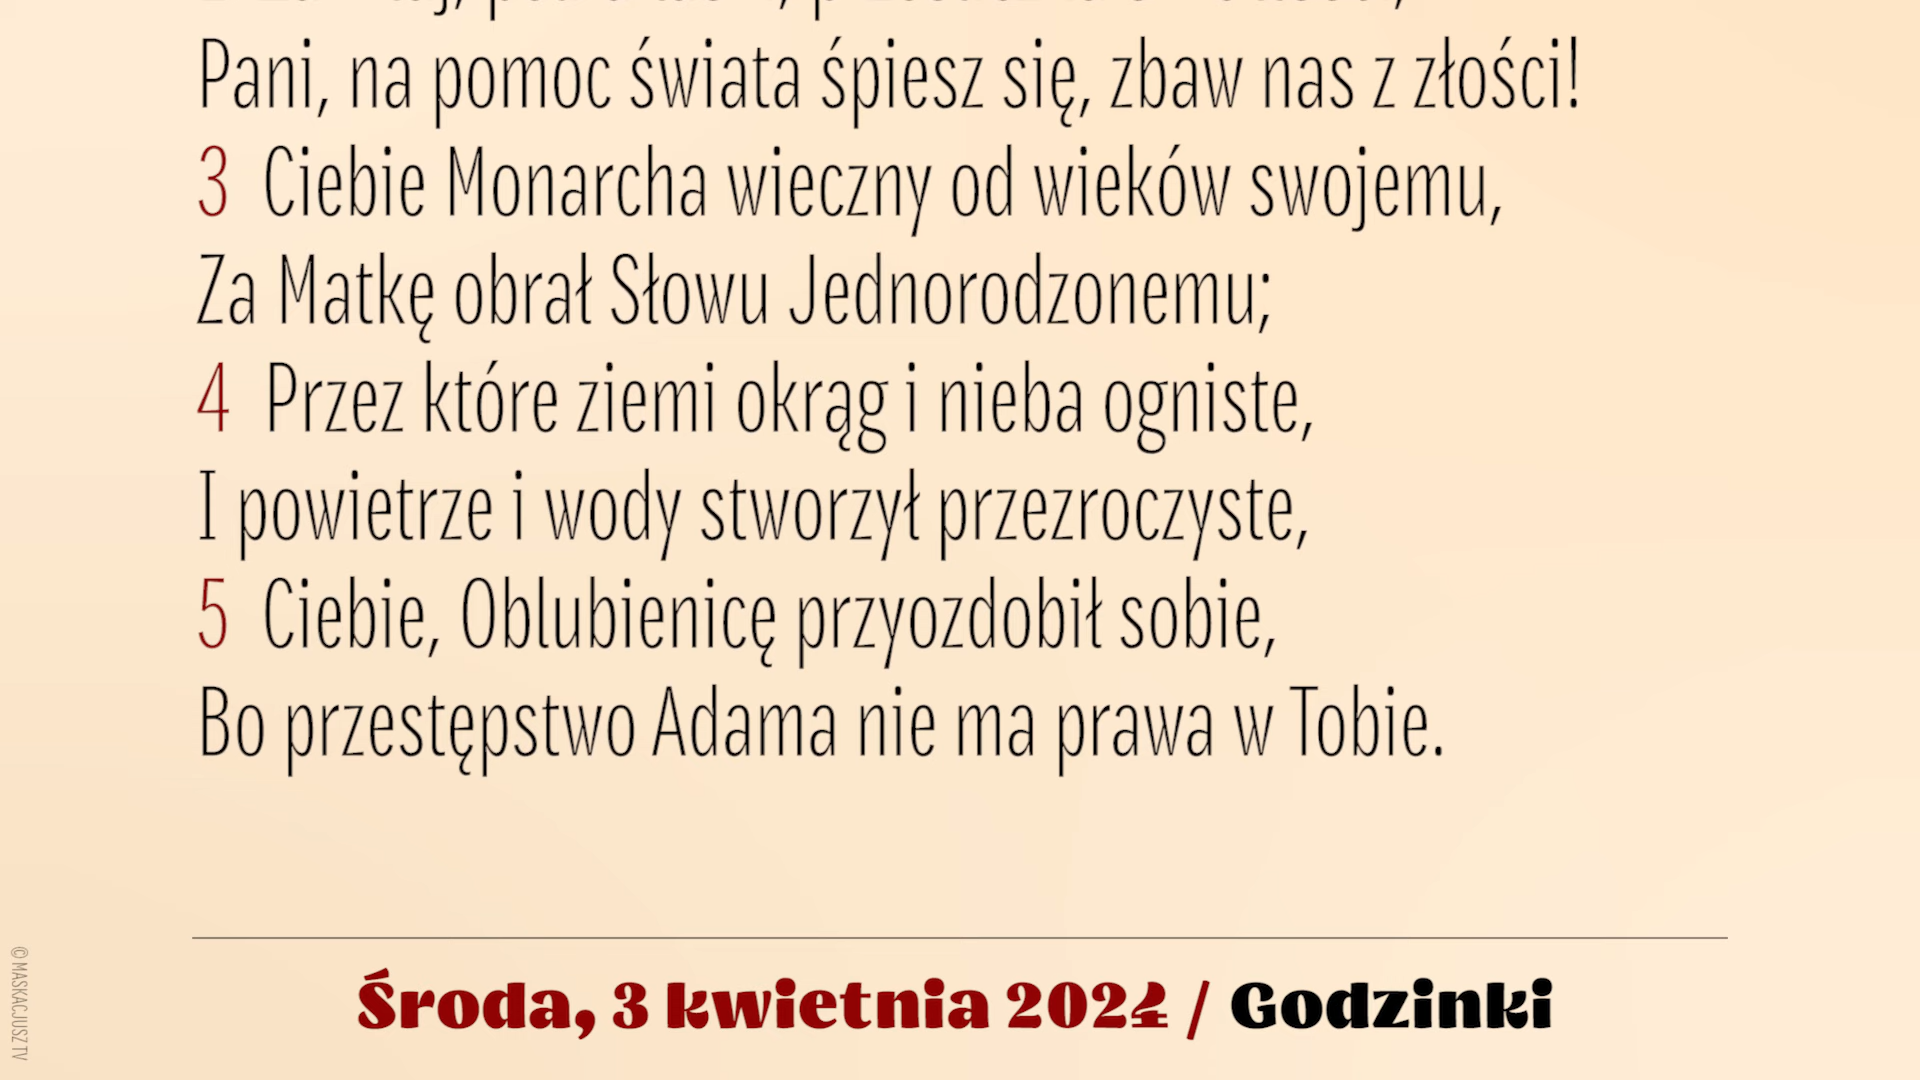 Pani, na pomoc świata śpiesz się, zbaw nas z złości!
3 Ciebie Monarcha wieczny od wieków swojemu,
Za Matkę obrał Słowu Jednorodzonemu;
4 Przez które ziemi okrąg i nieba ogniste,
I powietrze i wody stworzył przezroczyste,
5 Ciebie, Oblubienicę przyozdobił sobie,
Bo przestępstwo Adama nie ma prawa w Tobie.
Środa, 3 kwietnia 2024 / Godzinki
© MASKACJUSZ TV